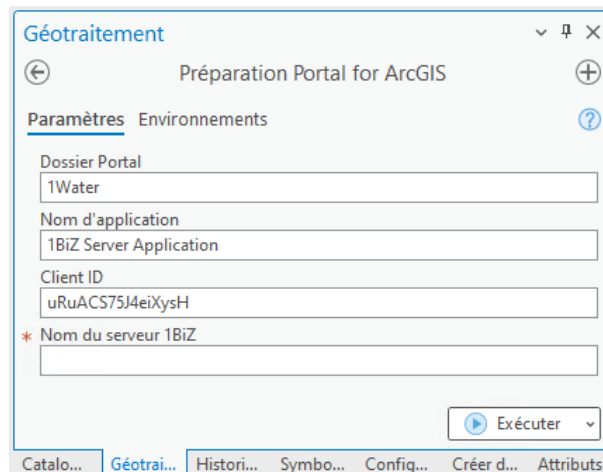 Géotraitement
Préparation Portal for ArcGIS
Paramètres Environnements
Dossier Portal
1Water
Nom d'application
1BiZ Server Application
Client ID
uRuACS75J4eiXysH
* Nom du serveur 1BiZ
Exécuter
Catalo... Géotrai... Histori... Symbo... Config... Créer d... Attributs